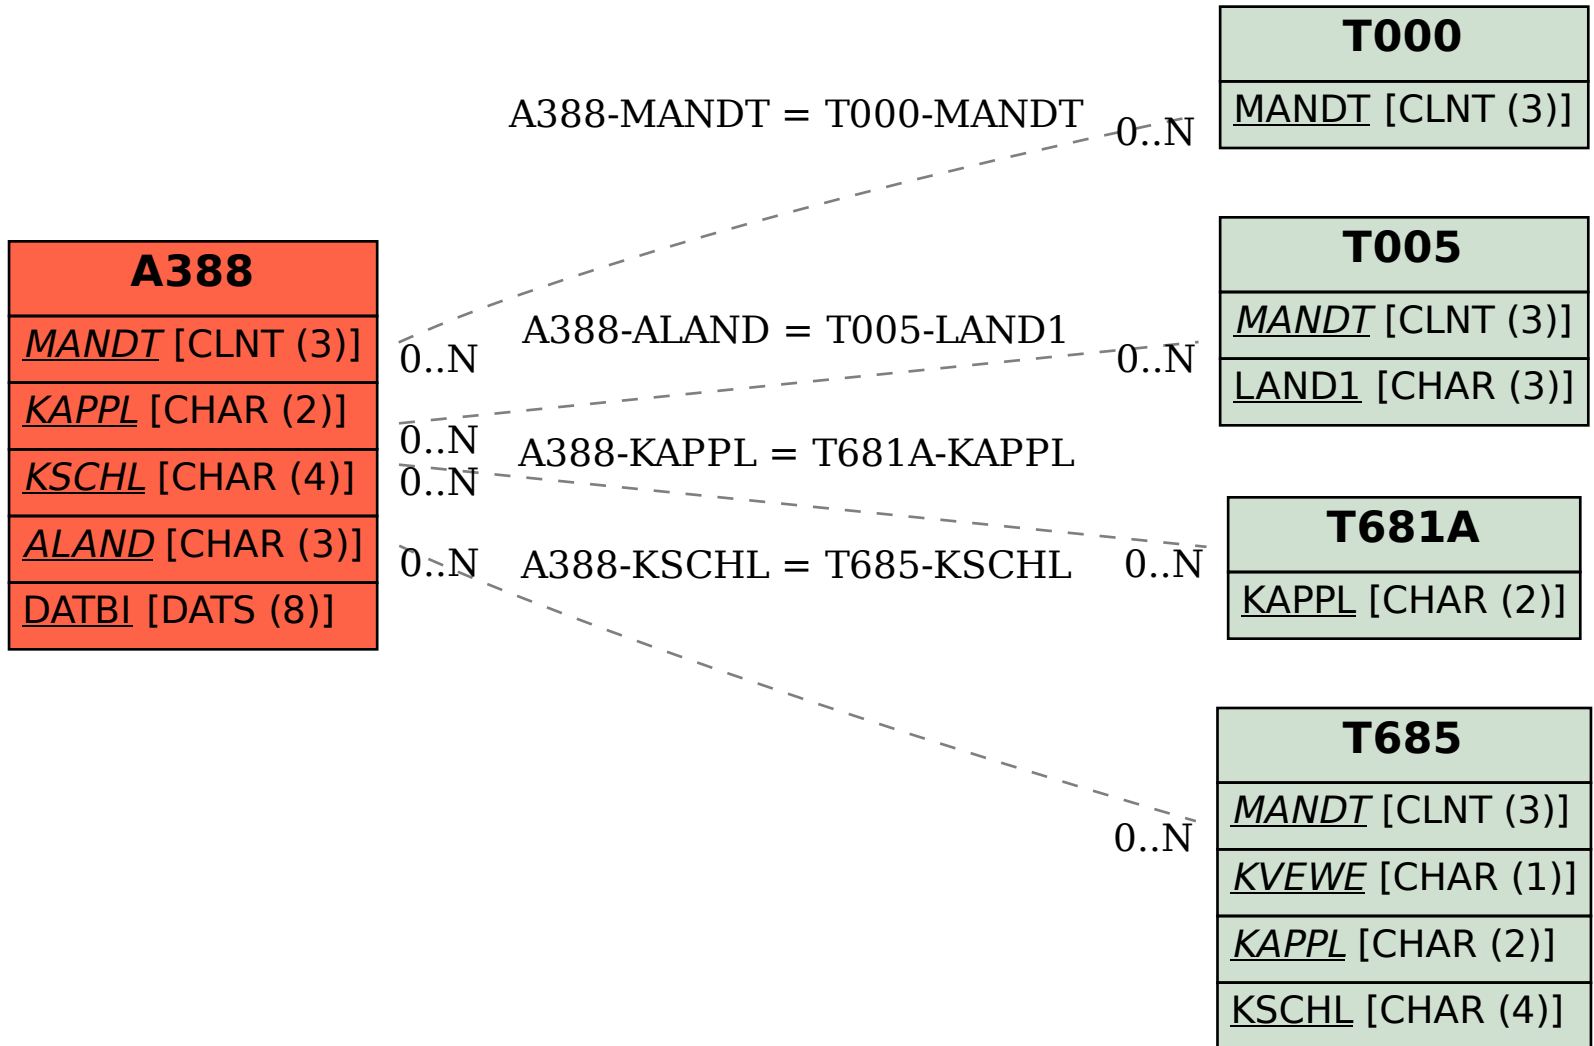 A388
MANDT [CLNT (3)]
KAPPL [CHAR (2)]
KSCHL [CHAR (4)]
ALAND [CHAR (3)]
DATBI [DATS (8)]
A388-MANDT = T000-MANDT
0..N
0..N
A388-ALAND = T005-LAND1
0..N
0..N
A388-KAPPL = T681A-KAPPL
0..N
0..N
A388-KSCHL = T685-KSCHL
0..N
0..N
T000
MANDT [CLNT (3)]
T005
MANDT [CLNT (3)]
LAND1 [CHAR (3)]
T681A
KAPPL [CHAR (2)]
T685
MANDT [CLNT (3)]
KVEWE [CHAR (1)]
KAPPL [CHAR (2)]
KSCHL [CHAR (4)]